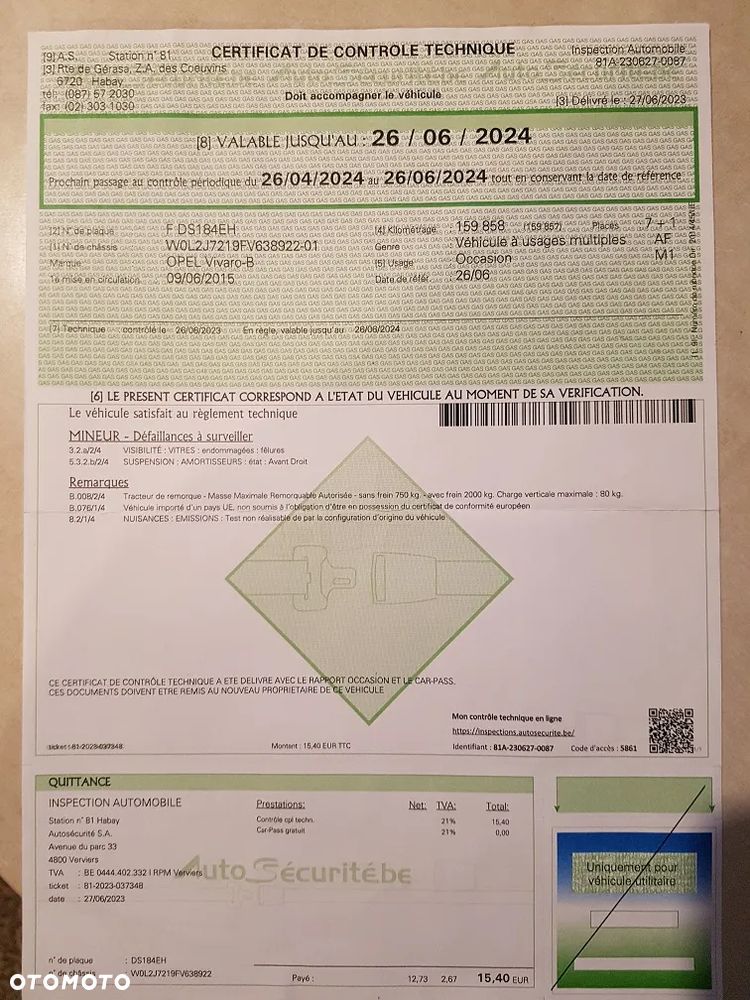 [9] A.S. Station n° 81
CERTIFICAT DE CONTROLE TECHNIQUE
Inspection Automobile
[3] Rte de Gérasa, Z.A. des Coeuvins
81A-230627-0087
6720 Habay
tél: (087) 57 2030
Doit accompagner le véhicule
fax: (02) 303 1030
[3] Délivré le : 27/06/2023
[8] VALABLE JUSQU'AU : 26 / 06 / 2024
Prochain passage au contrôle périodique du 26/04/2024 au 26/06/2024 tout en conservant la date de référence
[2] N° de plaque F DS184EH [4] Kilométrage 159 858 (159 857) Places 7 + 1
[1] N° de châssis W0L2J7219FV638922-01 Genre Véhicule à usages multiples AF
Marque OPEL Vivaro-B [5] Usage Occasion M1
1è mise en circulation 09/06/2015 Date de référ. 26/06
[7] Technique : contrôlé le : 26/06/2023 En règle, valable jusqu'au 26/06/2024
[6] LE PRESENT CERTIFICAT CORRESPOND A L'ETAT DU VEHICULE AU MOMENT DE SA VERIFICATION.
Le véhicule satisfait au règlement technique
MINEUR - Défaillances à surveiller
3.2.a/2/4 VISIBILITÉ : VITRES : endommagées : fêlures
5.3.2.b/2/4 SUSPENSION : AMORTISSEURS : état : Avant Droit
Remarques
B.008/2/4 Tracteur de remorque - Masse Maximale Remorquable Autorisée - sans frein 750 kg. - avec frein 2000 kg. Charge verticale maximale : 80 kg.
B.076/1/4 Véhicule importé d'un pays UE, non soumis à l'obligation d'être en possession du certificat de conformité européen
8.2/1/4 NUISANCES : EMISSIONS : Test non réalisable de par la configuration d'origine du véhicule
CE CERTIFICAT DE CONTRÔLE TECHNIQUE A ETE DELIVRE AVEC LE RAPPORT OCCASION ET LE CAR-PASS.
CES DOCUMENTS DOIVENT ETRE REMIS AU NOUVEAU PROPRIETAIRE DE CE VEHICULE
Mon contrôle technique en ligne
https://inspections.autosecurite.be/
ticket : 81-2023-037348 Montant : 15,40 EUR TTC Identifiant : 81A-230627-0087 Code d'accès : 5861
1/1
QUITTANCE
INSPECTION AUTOMOBILE Prestations: Net: TVA: Total:
Station n° 81 Habay Contrôle cpl techn. 21% 15,40
Autosécurité S.A. Car-Pass gratuit 21% 0,00
Avenue du parc 33
4800 Verviers
TVA : BE 0444.402.332 I RPM Verviers
AutoSécurité.be
ticket : 81-2023-037348
date : 27/06/2023
Uniquement pour
véhicule utilitaire
n° de plaque : DS184EH
n° de châssis : W0L2J7219FV638922 Payé : 12,73 2,67 15,40 EUR
OTOMOTO